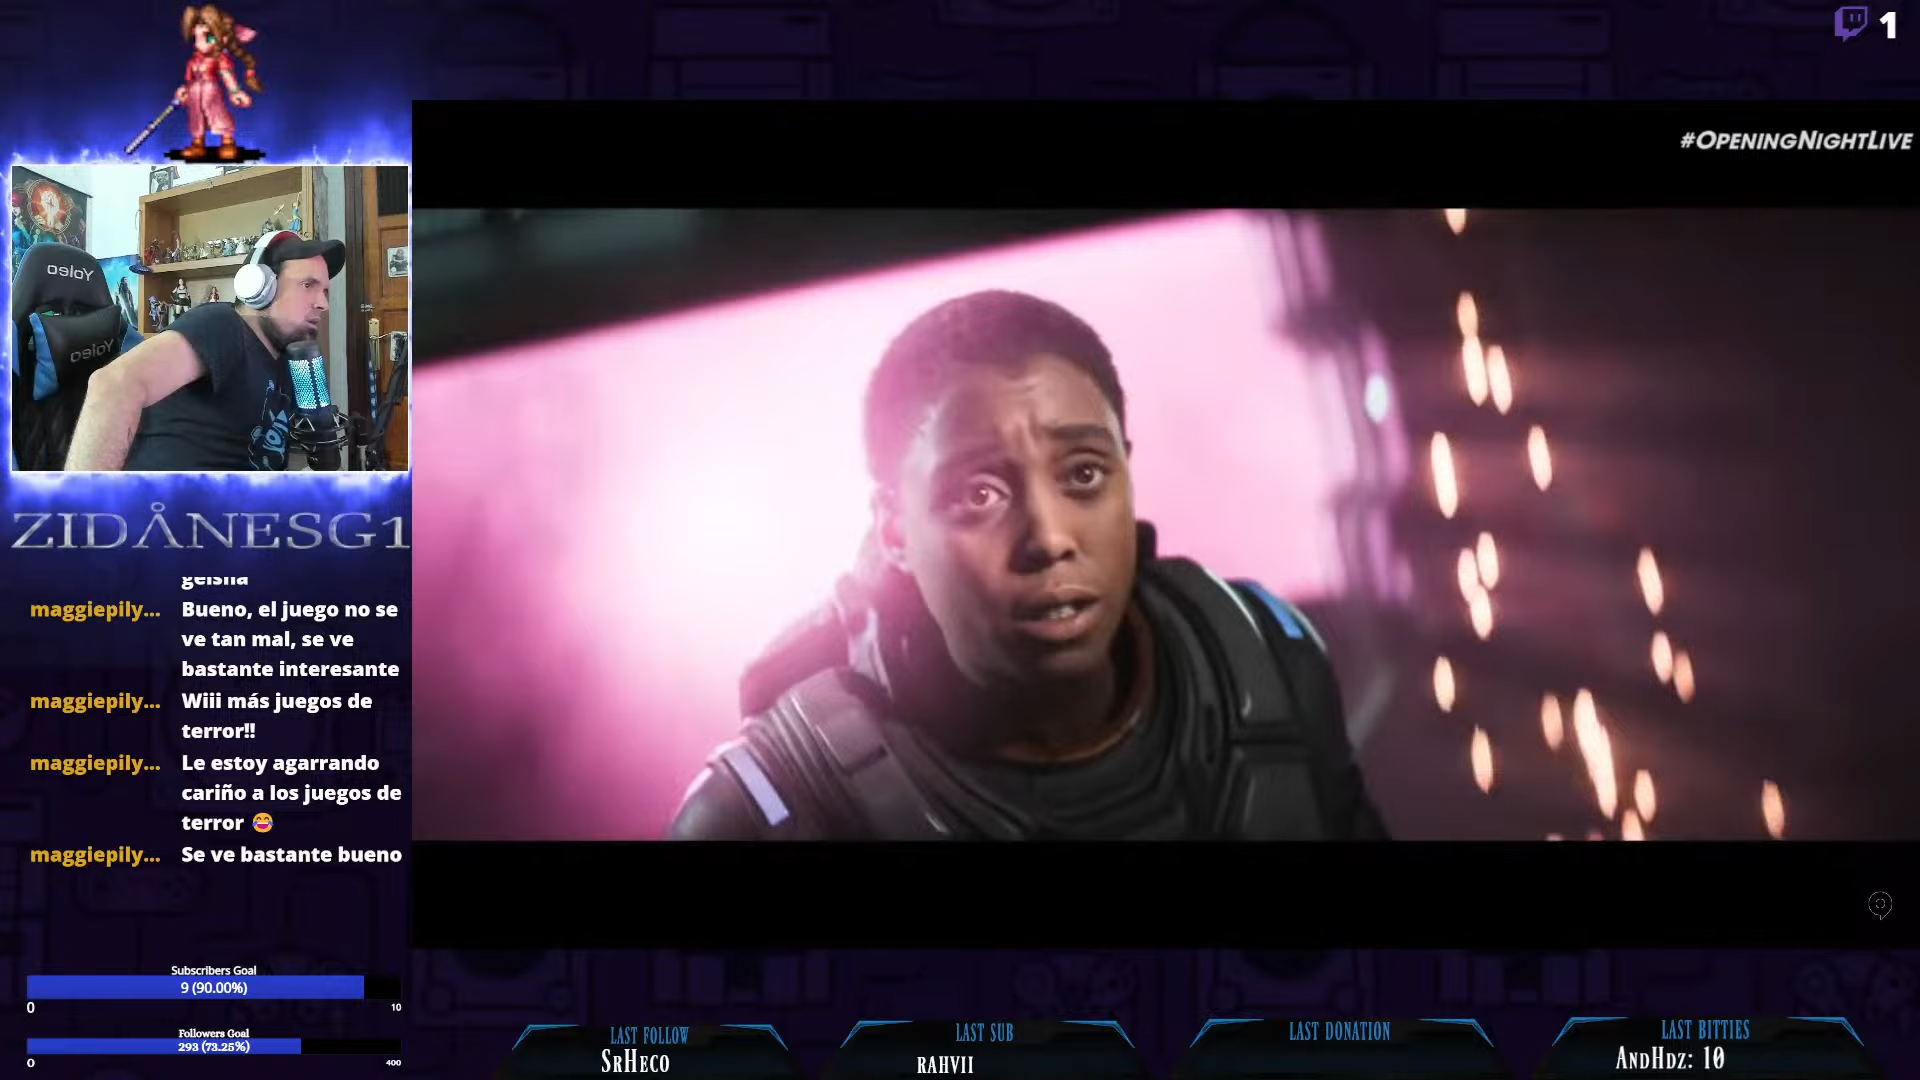 1
#OPENINGNIGHTLIVE
Yoleo
Yoleo
ZIDÅNESG1
geisha
maggiepily... Bueno, el juego no se
ve tan mal, se ve
bastante interesante
maggiepily... Wiii más juegos de
terror!!
maggiepily... Le estoy agarrando
cariño a los juegos de
terror 😂
maggiepily... Se ve bastante bueno
Subscribers Goal
9 (90.00%)
0 10
Followers Goal
293 (73.25%)
0 400
LAST FOLLOW
SRHECO
LAST SUB
RAHVII
LAST DONATION
LAST BITTIES
ANDHDZ: 10